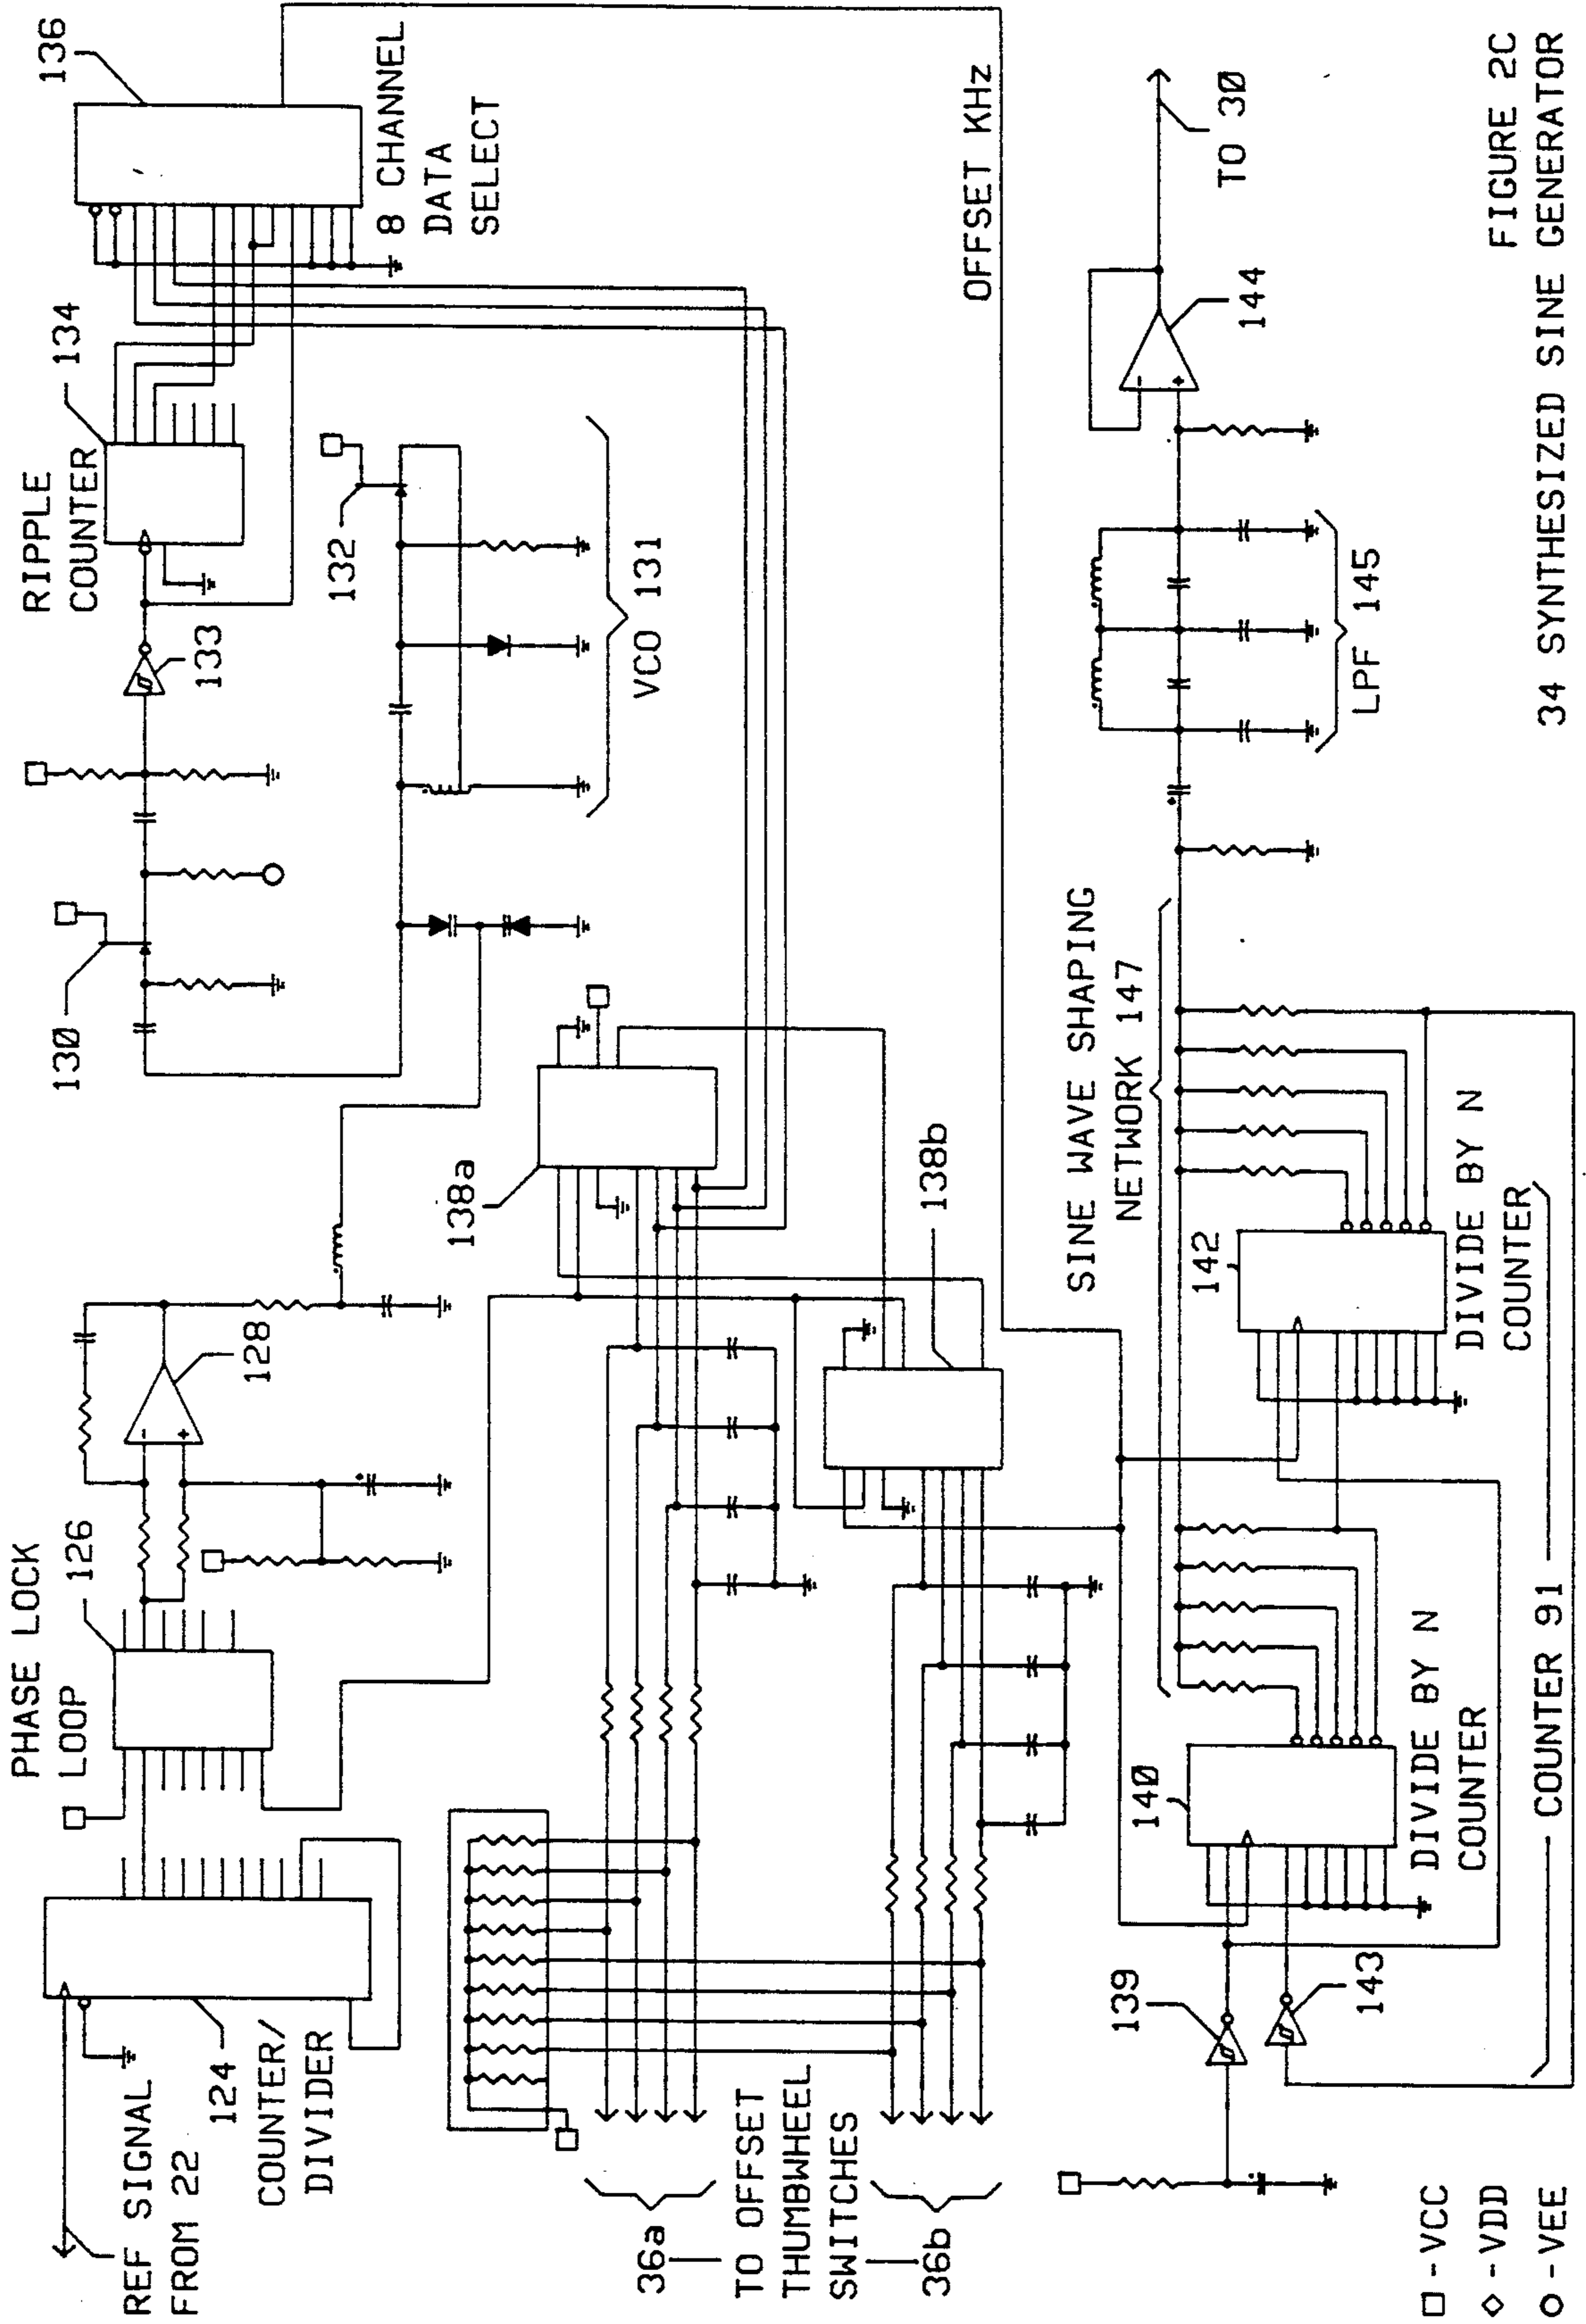 REF SIGNAL
FROM 22
124
COUNTER/
DIVIDER
PHASE LOCK
LOOP
126
128
130
133
RIPPLE
COUNTER
134
136
8 CHANNEL
DATA
SELECT
132
VCO 131
138a
138b
36a
TO OFFSET
THUMBWHEEL
SWITCHES
36b
OFFSET KHz
SINE WAVE SHAPING
NETWORK 147
139
143
140
DIVIDE BY N
COUNTER
142
DIVIDE BY N
COUNTER
COUNTER 91
LPF 145
144
TO 30
- +
- +
- VCC
- VDD
- VEE
FIGURE 2C
34 SYNTHESIZED SINE GENERATOR